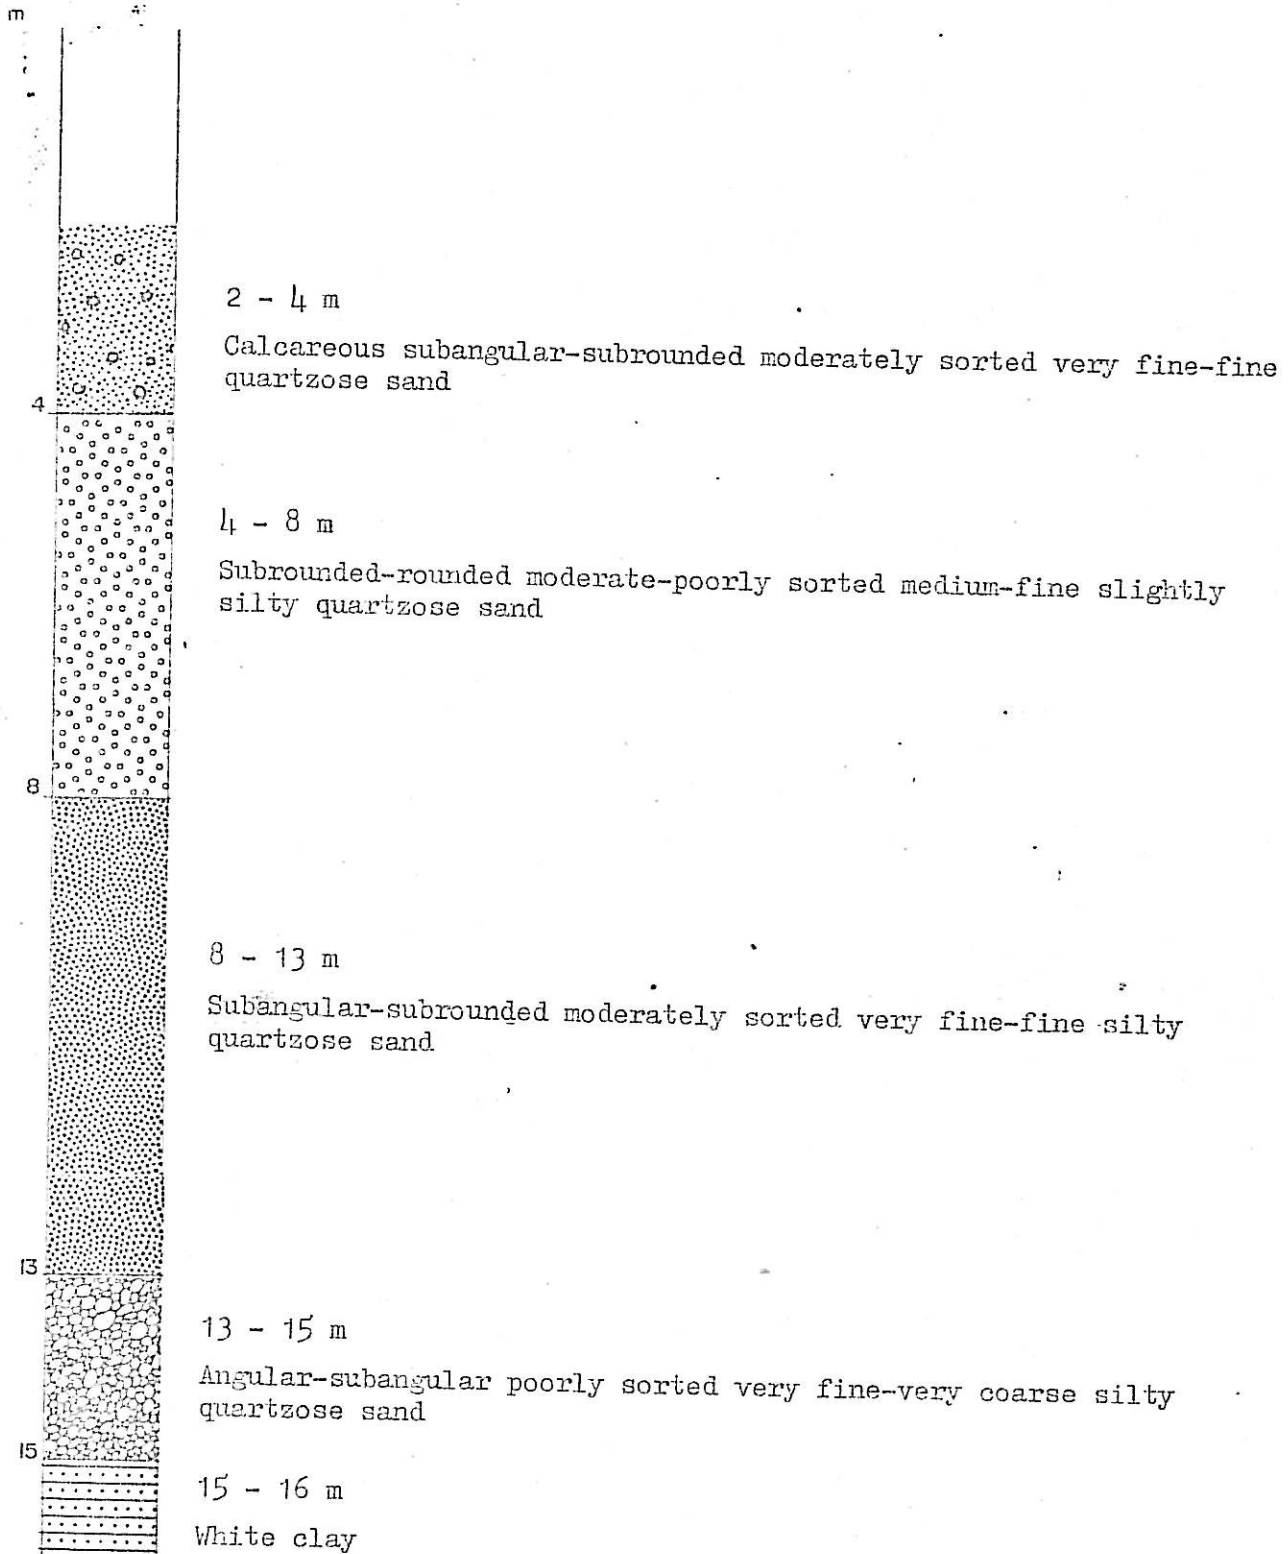 m
2 - 4 m
Calcareous subangular-subrounded moderately sorted very fine-fine
quartzose sand
4
4 - 8 m
Subrounded-rounded moderate-poorly sorted medium-fine slightly
silty quartzose sand
8
8 - 13 m
Subangular-subrounded moderately sorted very fine-fine silty
quartzose sand
13
13 - 15 m
Angular-subangular poorly sorted very fine-very coarse silty
quartzose sand
15
15 - 16 m
White clay